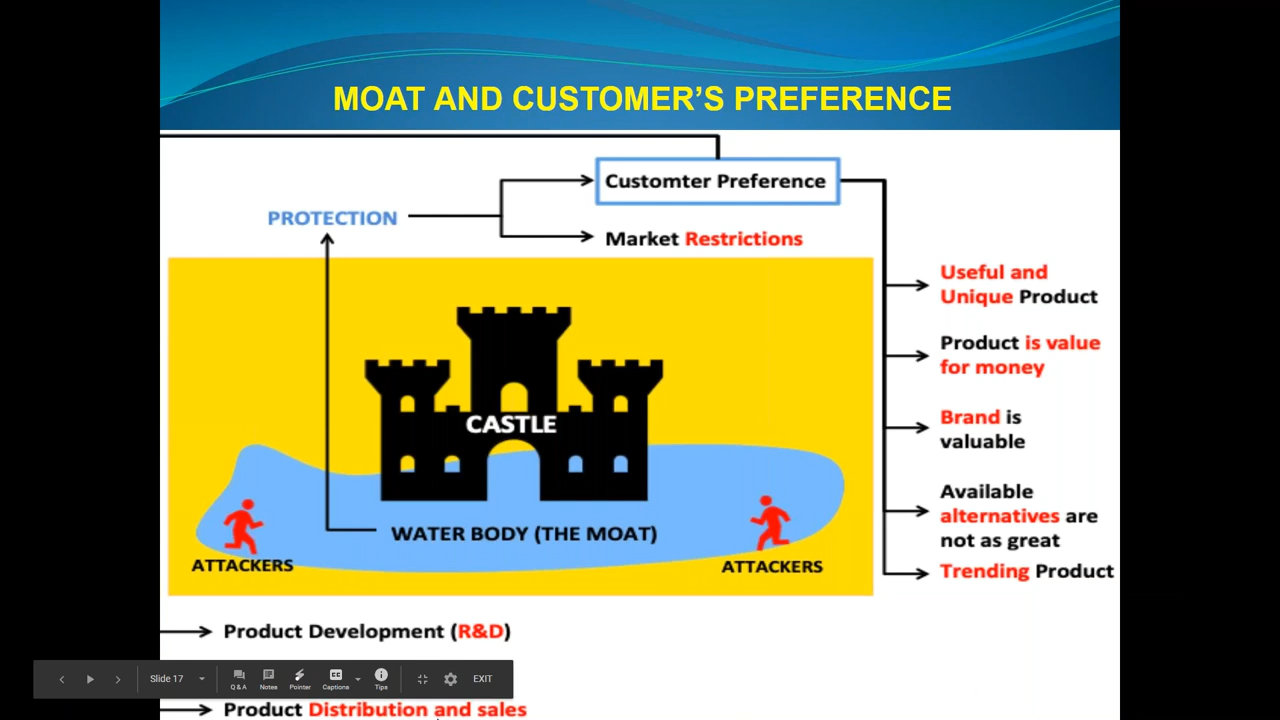 MOAT AND CUSTOMER'S PREFERENCE
Customter Preference
PROTECTION
Market Restrictions
Useful and
Unique Product
Product is value
for money
Brand is
valuable
Available
alternatives are
not as great
Trending Product
CASTLE
WATER BODY (THE MOAT)
ATTACKERS
ATTACKERS
Product Development (R&D)
Slide 17
Q & A
Notes
Pointer
CC
Captions
Tips
EXIT
Product Distribution and sales